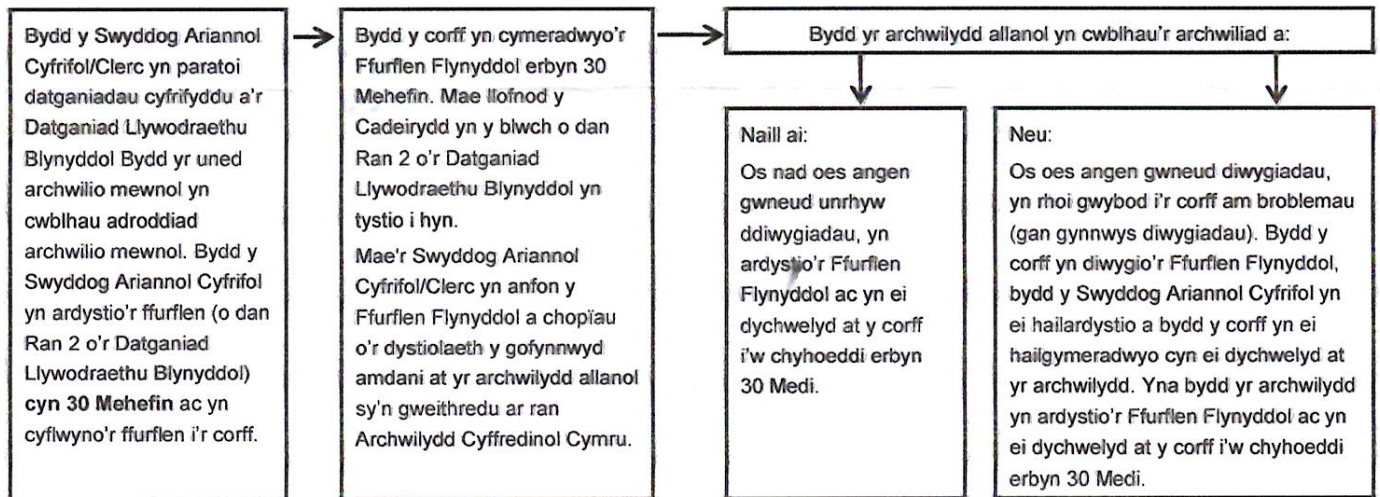 Bydd y Swyddog Ariannol
Cyfrifol/Clerc yn paratoi
datganiadau cyfrifyddu a'r
Datganiad Llywodraethu
Blynyddol Bydd yr uned
archwilio mewnol yn
cwblhau adroddiad
archwilio mewnol. Bydd y
Swyddog Ariannol Cyfrifol
yn ardystio'r ffurflen (o dan
Ran 2 o'r Datganiad
Llywodraethu Blynyddol)
cyn 30 Mehefin ac yn
cyflwyno'r ffurflen i'r corff.
Bydd y corff yn cymeradwyo'r
Ffurflen Flynyddol erbyn 30
Mehefin. Mae llofnod y
Cadeirydd yn y blwch o dan
Ran 2 o'r Datganiad
Llywodraethu Blynyddol yn
tystio i hyn.
Mae'r Swyddog Ariannol
Cyfrifol/Clerc yn anfon y
Ffurflen Flynyddol a chopïau
o'r dystiolaeth y gofynnwyd
amdani at yr archwilydd allanol
sy'n gweithredu ar ran
Archwilydd Cyffredinol Cymru.
Bydd yr archwilydd allanol yn cwblhau'r archwiliad a:
Naill ai:
Os nad oes angen
gwneud unrhyw
ddiwygiadau, yn
ardystio'r Ffurflen
Flynyddol ac yn ei
dychwelyd at y corff
i'w chyhoeddi erbyn
30 Medi.
Neu:
Os oes angen gwneud diwygiadau,
yn rhoi gwybod i'r corff am broblemau
(gan gynnwys diwygiadau). Bydd y
corff yn diwygio'r Ffurflen Flynyddol,
bydd y Swyddog Ariannol Cyfrifol yn
ei hailardystio a bydd y corff yn ei
hailgymeradwyo cyn ei dychwelyd at
yr archwilydd. Yna bydd yr archwilydd
yn ardystio'r Ffurflen Flynyddol ac yn
ei dychwelyd at y corff i'w chyhoeddi
erbyn 30 Medi.